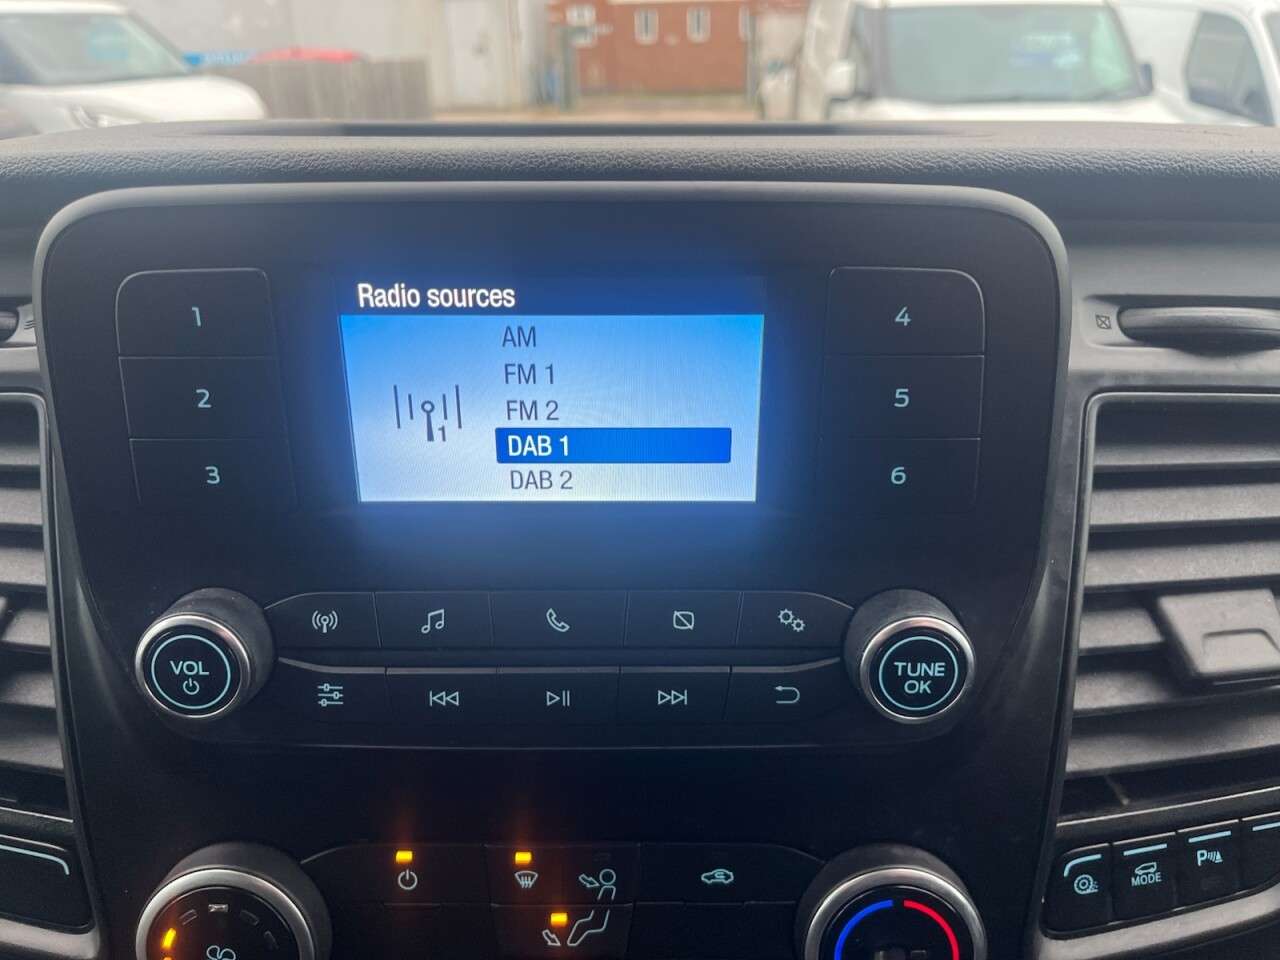 Radio sources
AM
FM 1
FM 2
DAB 1
DAB 2
1
1
2
3
4
5
6
VOL
TUNE
OK
MODE
P